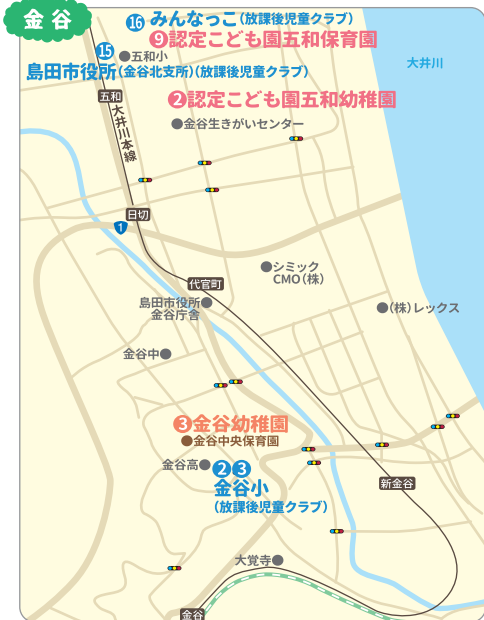 金谷
⑯みんなっこ(放課後児童クラブ)
⑨認定こども園五和保育園
⑮
●五和小
大井川
島田市役所(金谷北支所)(放課後児童クラブ)
五和
②認定こども園五和幼稚園
大井川本線
●金谷生きがいセンター
日切
1
●シミック
CMO(株)
代官町
島田市役所●
金谷庁舎
●(株)レックス
金谷中●
③金谷幼稚園
●金谷中央保育園
金谷高●
②③
金谷小
(放課後児童クラブ)
新金谷
大覚寺●
金谷